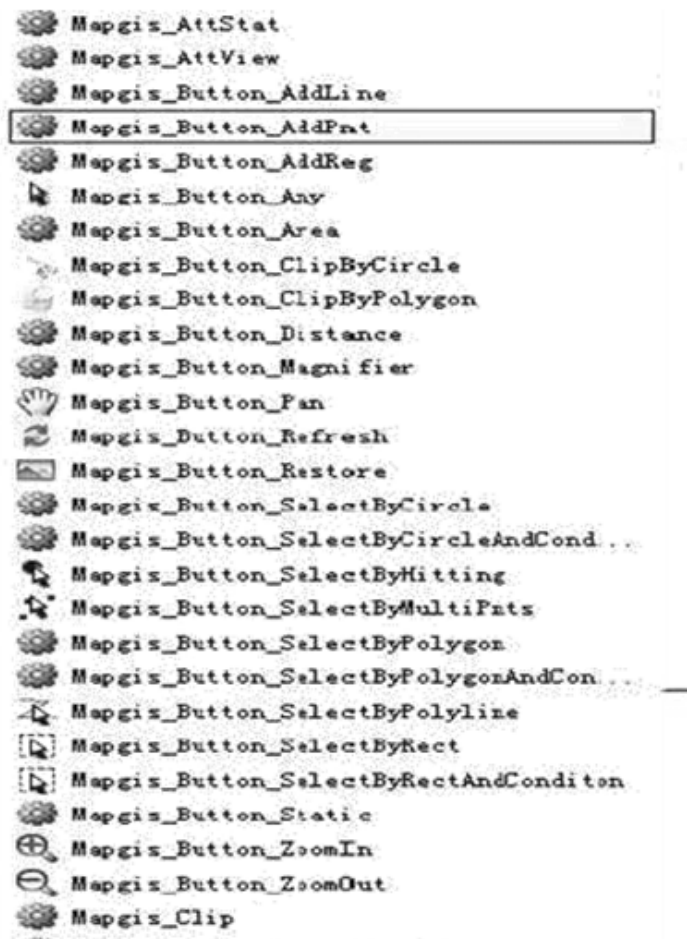 Mapgis_AttStat
Mapgis_AttView
Mapgis_Button_AddLine
Mapgis_Button_AddPnt
Mapgis_Button_AddReg
Mapgis_Button_Any
Mapgis_Button_Area
Mapgis_Button_ClipByCircle
Mapgis_Button_ClipByPolygon
Mapgis_Button_Distance
Mapgis_Button_Magnifier
Mapgis_Button_Pan
Mapgis_Button_Refresh
Mapgis_Button_Restore
Mapgis_Button_SelectByCircle
Mapgis_Button_SelectByCircleAndCond...
Mapgis_Button_SelectByHitting
Mapgis_Button_SelectByMultiPnts
Mapgis_Button_SelectByPolygon
Mapgis_Button_SelectByPolygonAndCon...
Mapgis_Button_SelectByPolyline
Mapgis_Button_SelectByRect
Mapgis_Button_SelectByRectAndConditon
Mapgis_Button_Static
Mapgis_Button_ZoomIn
Mapgis_Button_ZoomOut
Mapgis_Clip